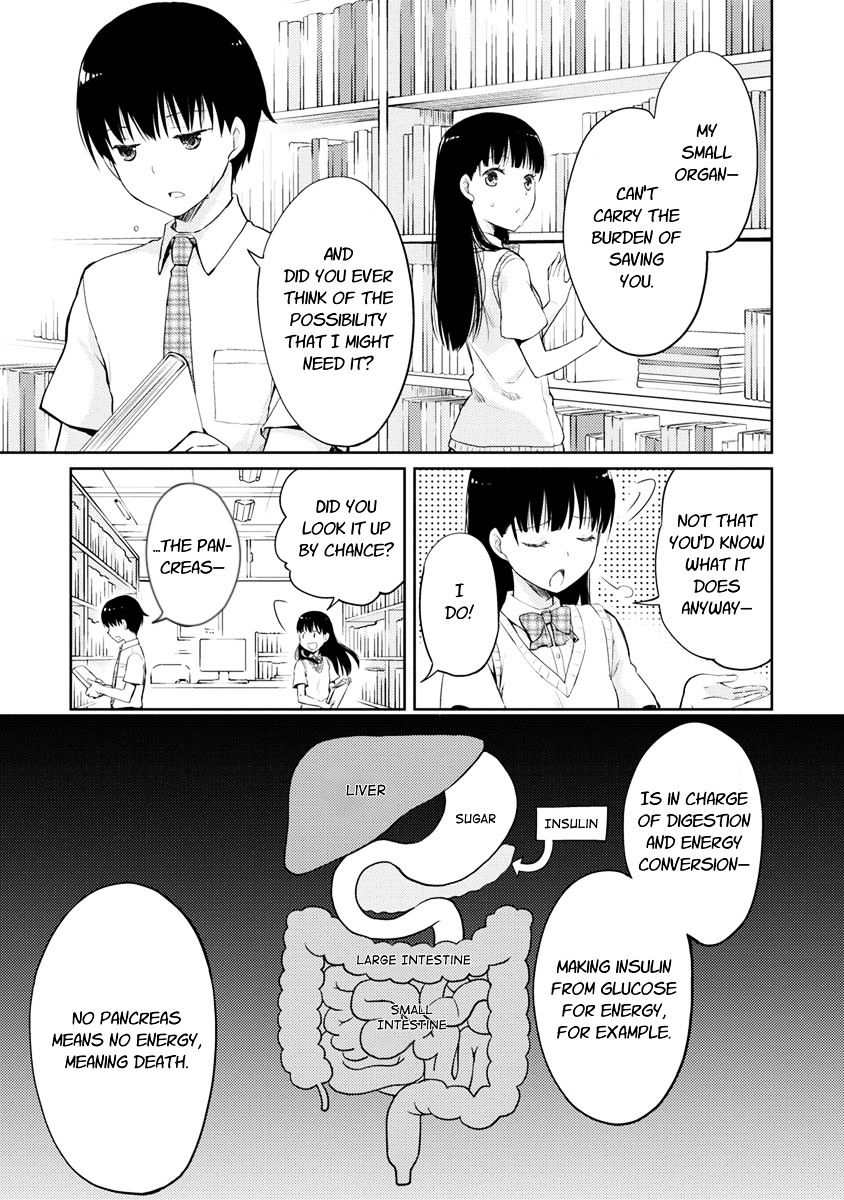 MY
SMALL
ORGAN—
CAN'T
CARRY THE
BURDEN OF
SAVING
YOU.
AND
DID YOU EVER
THINK OF THE
POSSIBILITY
THAT I MIGHT
NEED IT?
NOT THAT
YOU'D KNOW
WHAT IT
DOES
ANYWAY—
I
DO!
DID YOU
LOOK IT UP
BY CHANCE?
...THE PAN-
CREAS—
IS IN CHARGE
OF DIGESTION
AND ENERGY
CONVERSION—
MAKING INSULIN
FROM GLUCOSE
FOR ENERGY,
FOR EXAMPLE.
LIVER
SUGAR
INSULIN
LARGE INTESTINE
SMALL
INTESTINE
NO PANCREAS
MEANS NO ENERGY,
MEANING DEATH.